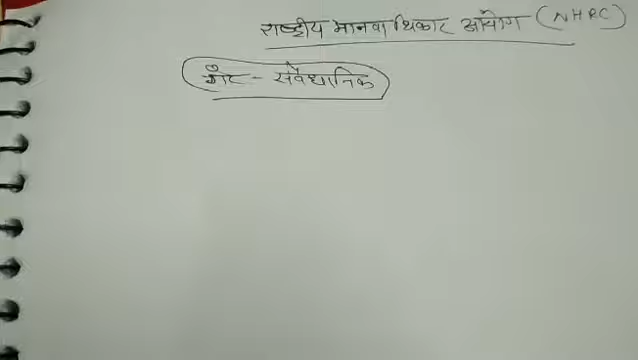 राष्ट्रीय मानवाधिकार आयोग (NHRC)
गैर - संवैधानिक